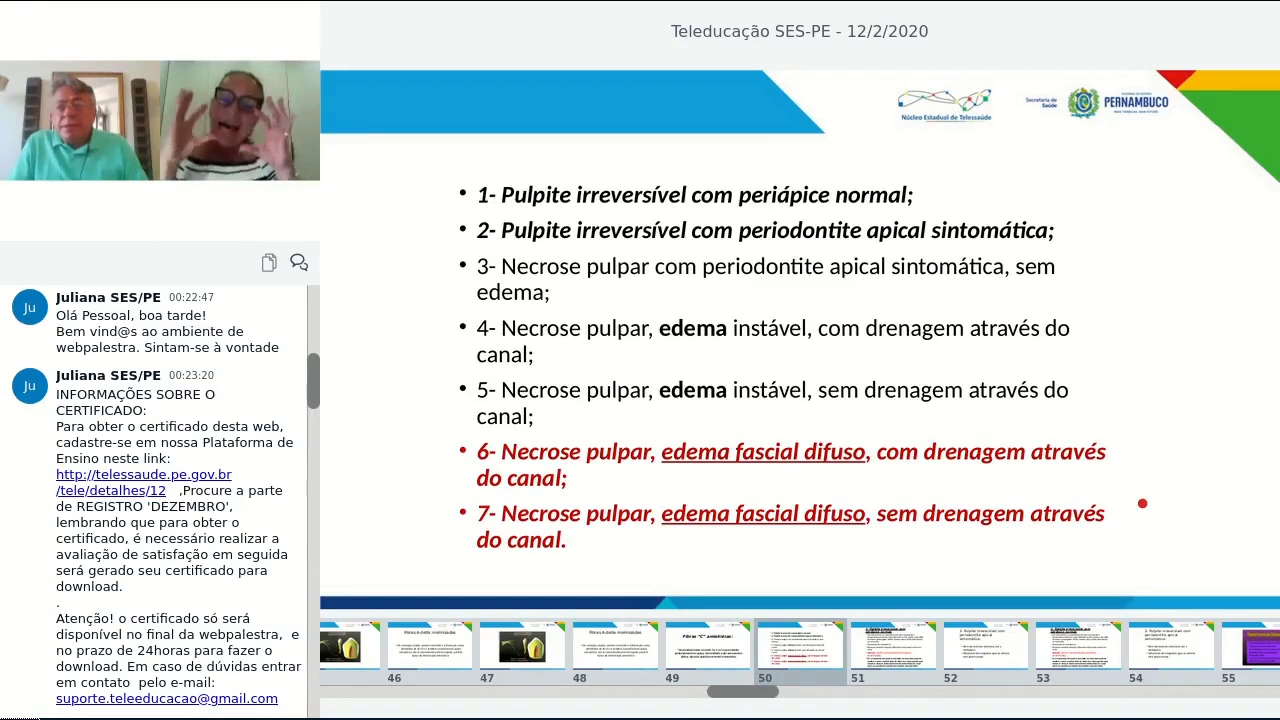 Teleducação SES-PE - 12/2/2020
Núcleo Estadual de Telessaúde
Secretaria de
Saúde
PERNAMBUCO
• 1- Pulpite irreversível com periápice normal;
• 2- Pulpite irreversível com periodontite apical sintomática;
• 3- Necrose pulpar com periodontite apical sintomática, sem
edema;
• 4- Necrose pulpar, edema instável, com drenagem através do
canal;
• 5- Necrose pulpar, edema instável, sem drenagem através do
canal;
• 6- Necrose pulpar, edema fascial difuso, com drenagem através
do canal;
• 7- Necrose pulpar, edema fascial difuso, sem drenagem através
do canal.
Ju
Juliana SES/PE 00:22:47
Olá Pessoal, boa tarde!
Bem vind@s ao ambiente de
webpalestra. Sintam-se à vontade
Ju
Juliana SES/PE 00:23:20
INFORMAÇÕES SOBRE O
CERTIFICADO:
Para obter o certificado desta web,
cadastre-se em nossa Plataforma de
Ensino neste link:
http://telessaude.pe.gov.br
/tele/detalhes/12 ,Procure a parte
de REGISTRO 'DEZEMBRO',
lembrando que para obter o
certificado, é necessário realizar a
avaliação de satisfação em seguida
será gerado seu certificado para
download.
.
Atenção! o certificado só será
disponível no final da webpalestra, e
no prazo de 2 semanas para fazer o
download. Em caso de dúvidas entrar
em contato pelo e-mail:
suporte.teleeducacao@gmail.com
46 47 48 49 50 51 52 53 54 55